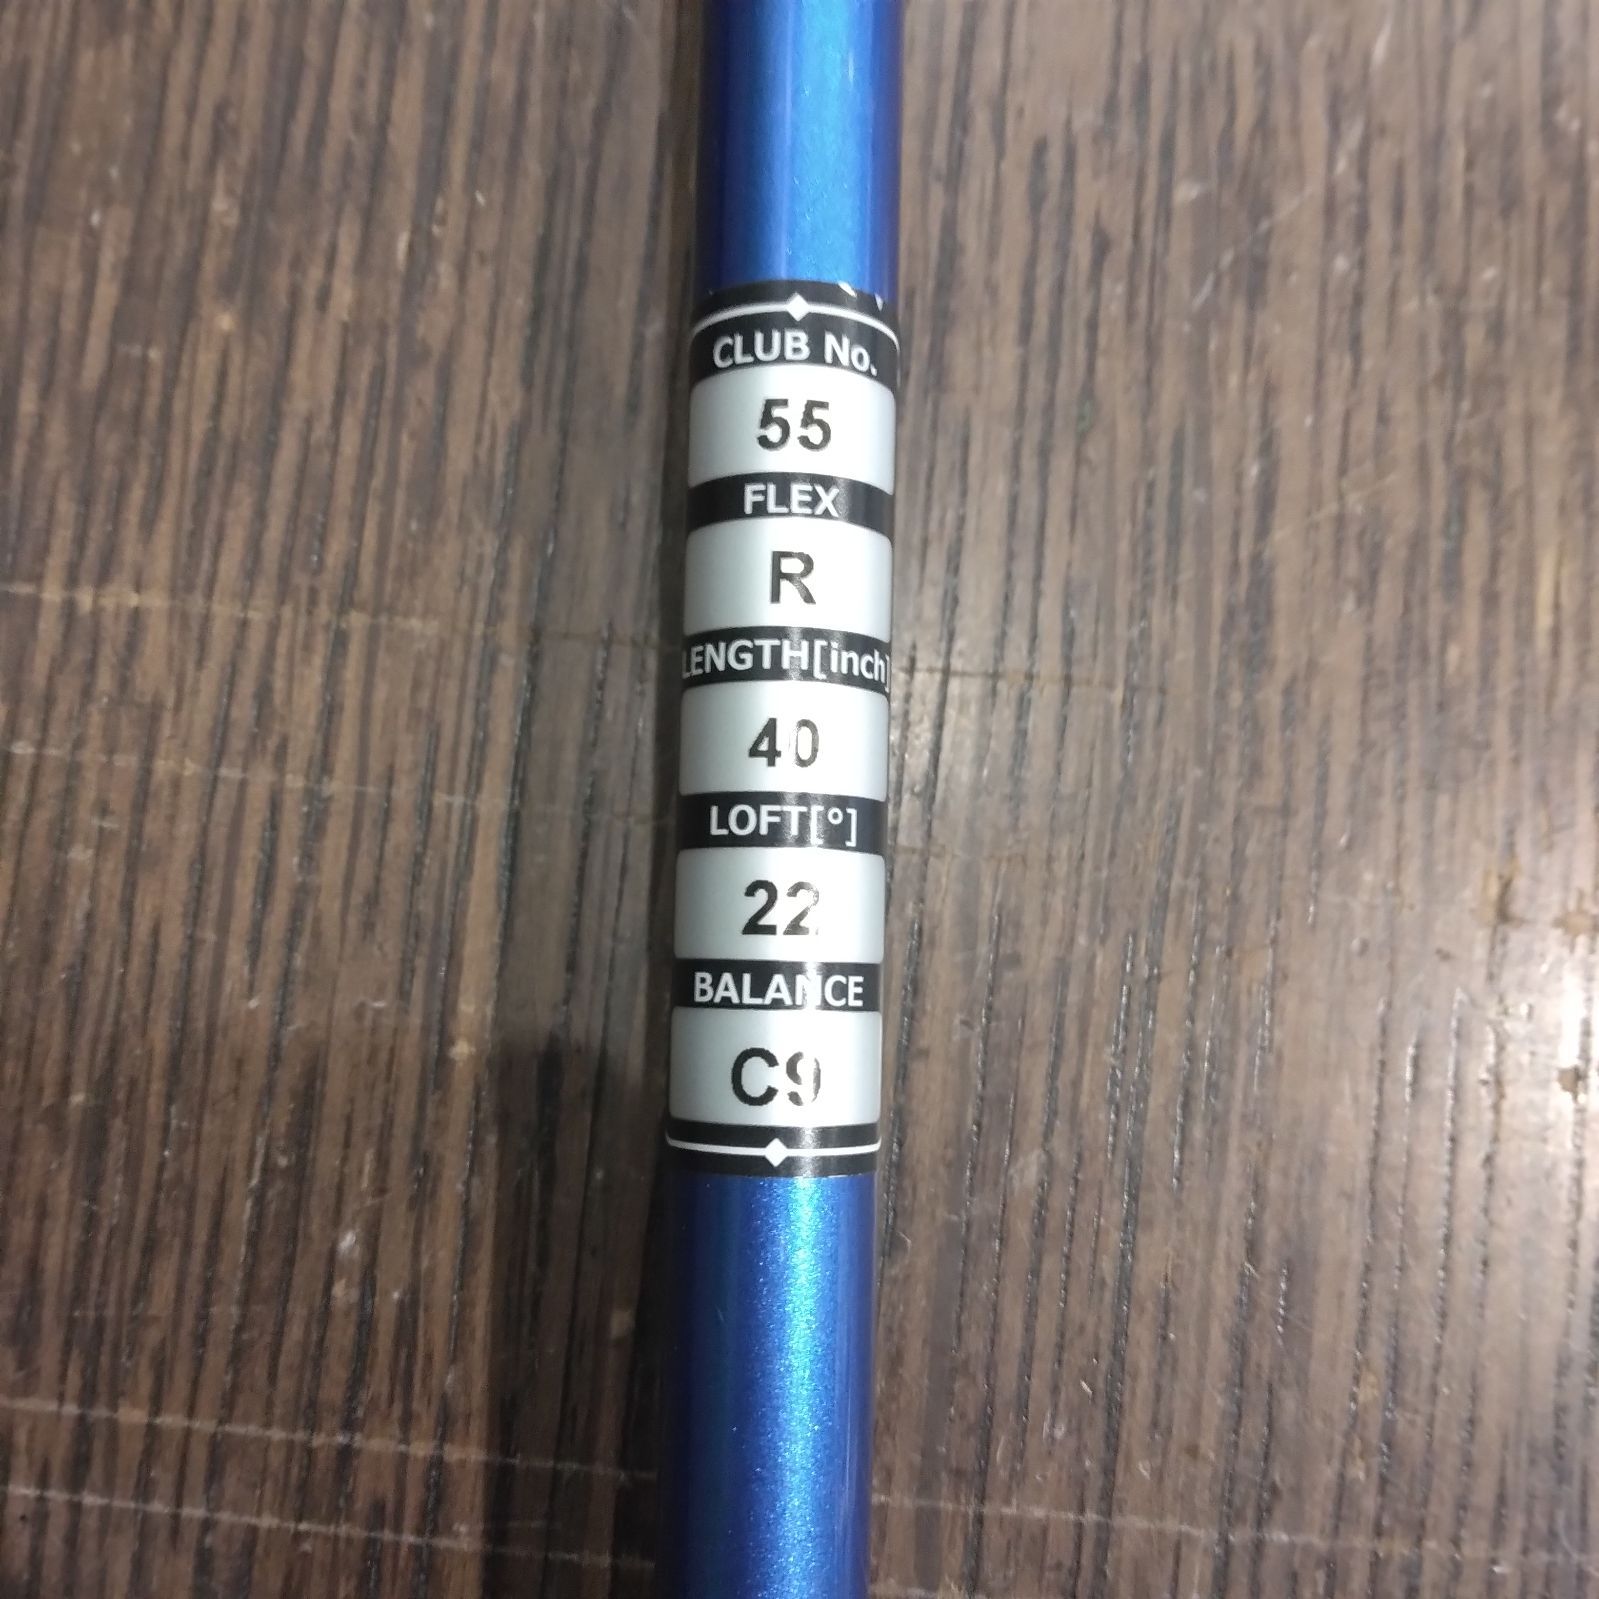 CLUB No.
55
FLEX
R
LENGTH[inch]
40
LOFT[°]
22
BALANCE
C9